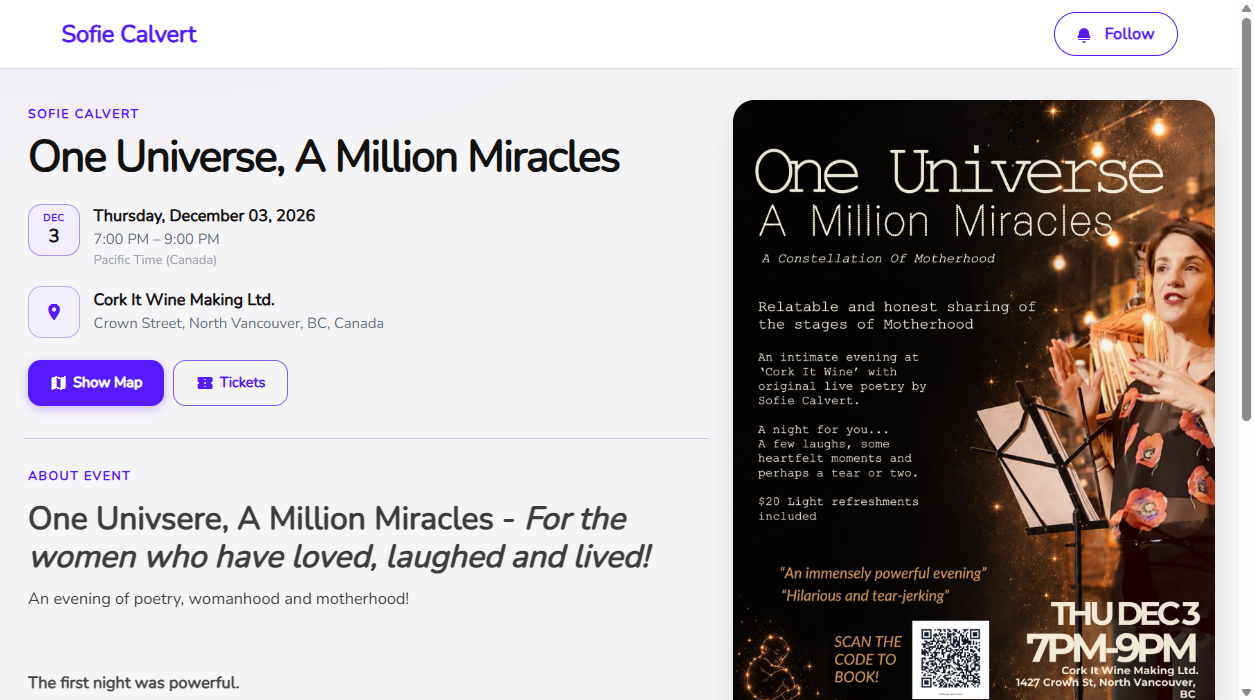 Sofie Calvert
Follow
SOFIE CALVERT
One Universe, A Million Miracles
DEC
3
Thursday, December 03, 2026
7:00 PM – 9:00 PM
Pacific Time (Canada)
Cork It Wine Making Ltd.
Crown Street, North Vancouver, BC, Canada
Show Map
Tickets
ABOUT EVENT
One Univsere, A Million Miracles - For the
women who have loved, laughed and lived!
An evening of poetry, womanhood and motherhood!
The first night was powerful.
One Universe
A Million Miracles
A Constellation Of Motherhood
Relatable and honest sharing of
the stages of Motherhood
An intimate evening at
‘Cork It Wine’ with
original live poetry by
Sofie Calvert.
A night for you...
A few laughs, some
heartfelt moments and
perhaps a tear or two.
$20 Light refreshments
included
“An immensely powerful evening”
“Hilarious and tear-jerking”
SCAN THE
CODE TO
BOOK!
THU DEC 3
7PM-9PM
Cork It Wine Making Ltd.
1427 Crown St, North Vancouver,
BC